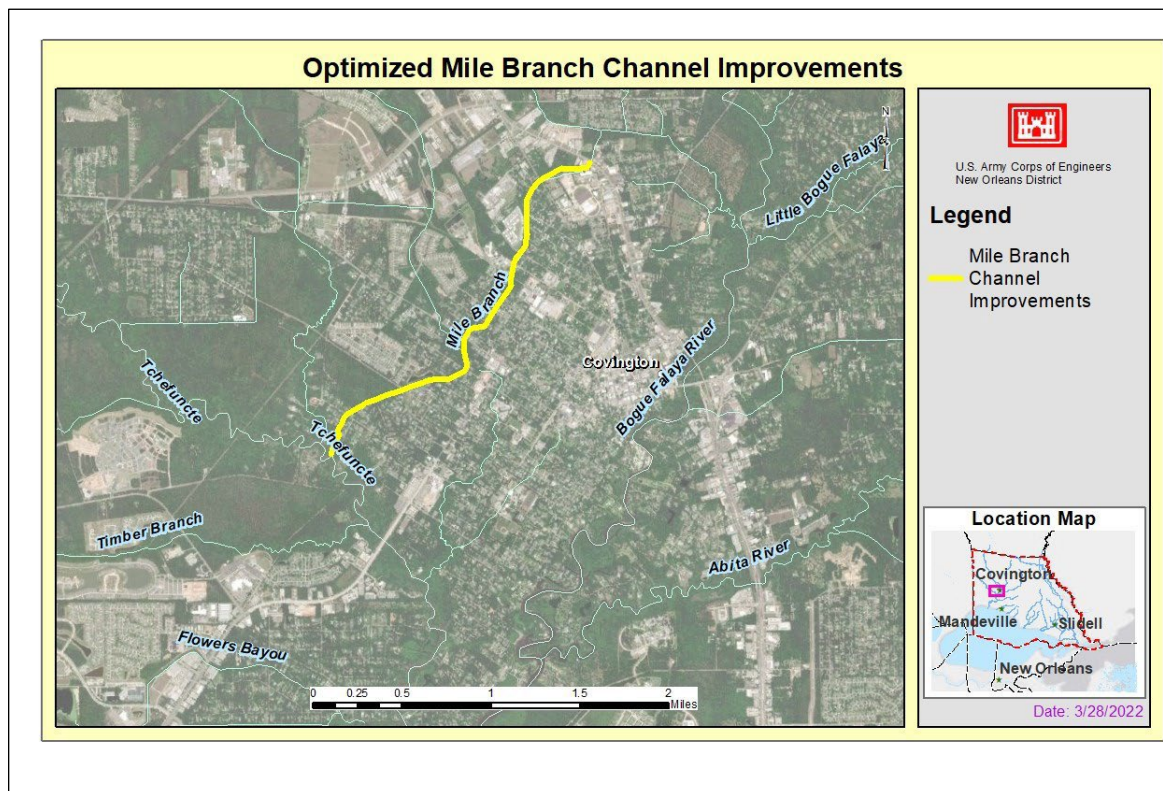 Optimized Mile Branch Channel Improvements
N
Little Bogue Falaya
Mile Branch
Covington
Bogue Falaya River
Tchefuncte
Tchefuncte
Timber Branch
Abita River
Flowers Bayou
0 0.25 0.5 1 1.5 2
Miles
U.S. Army Corps of Engineers
New Orleans District
Legend
Mile Branch
Channel
Improvements
Location Map
Covington
Mandeville
Slidell
New Orleans
Date: 3/28/2022